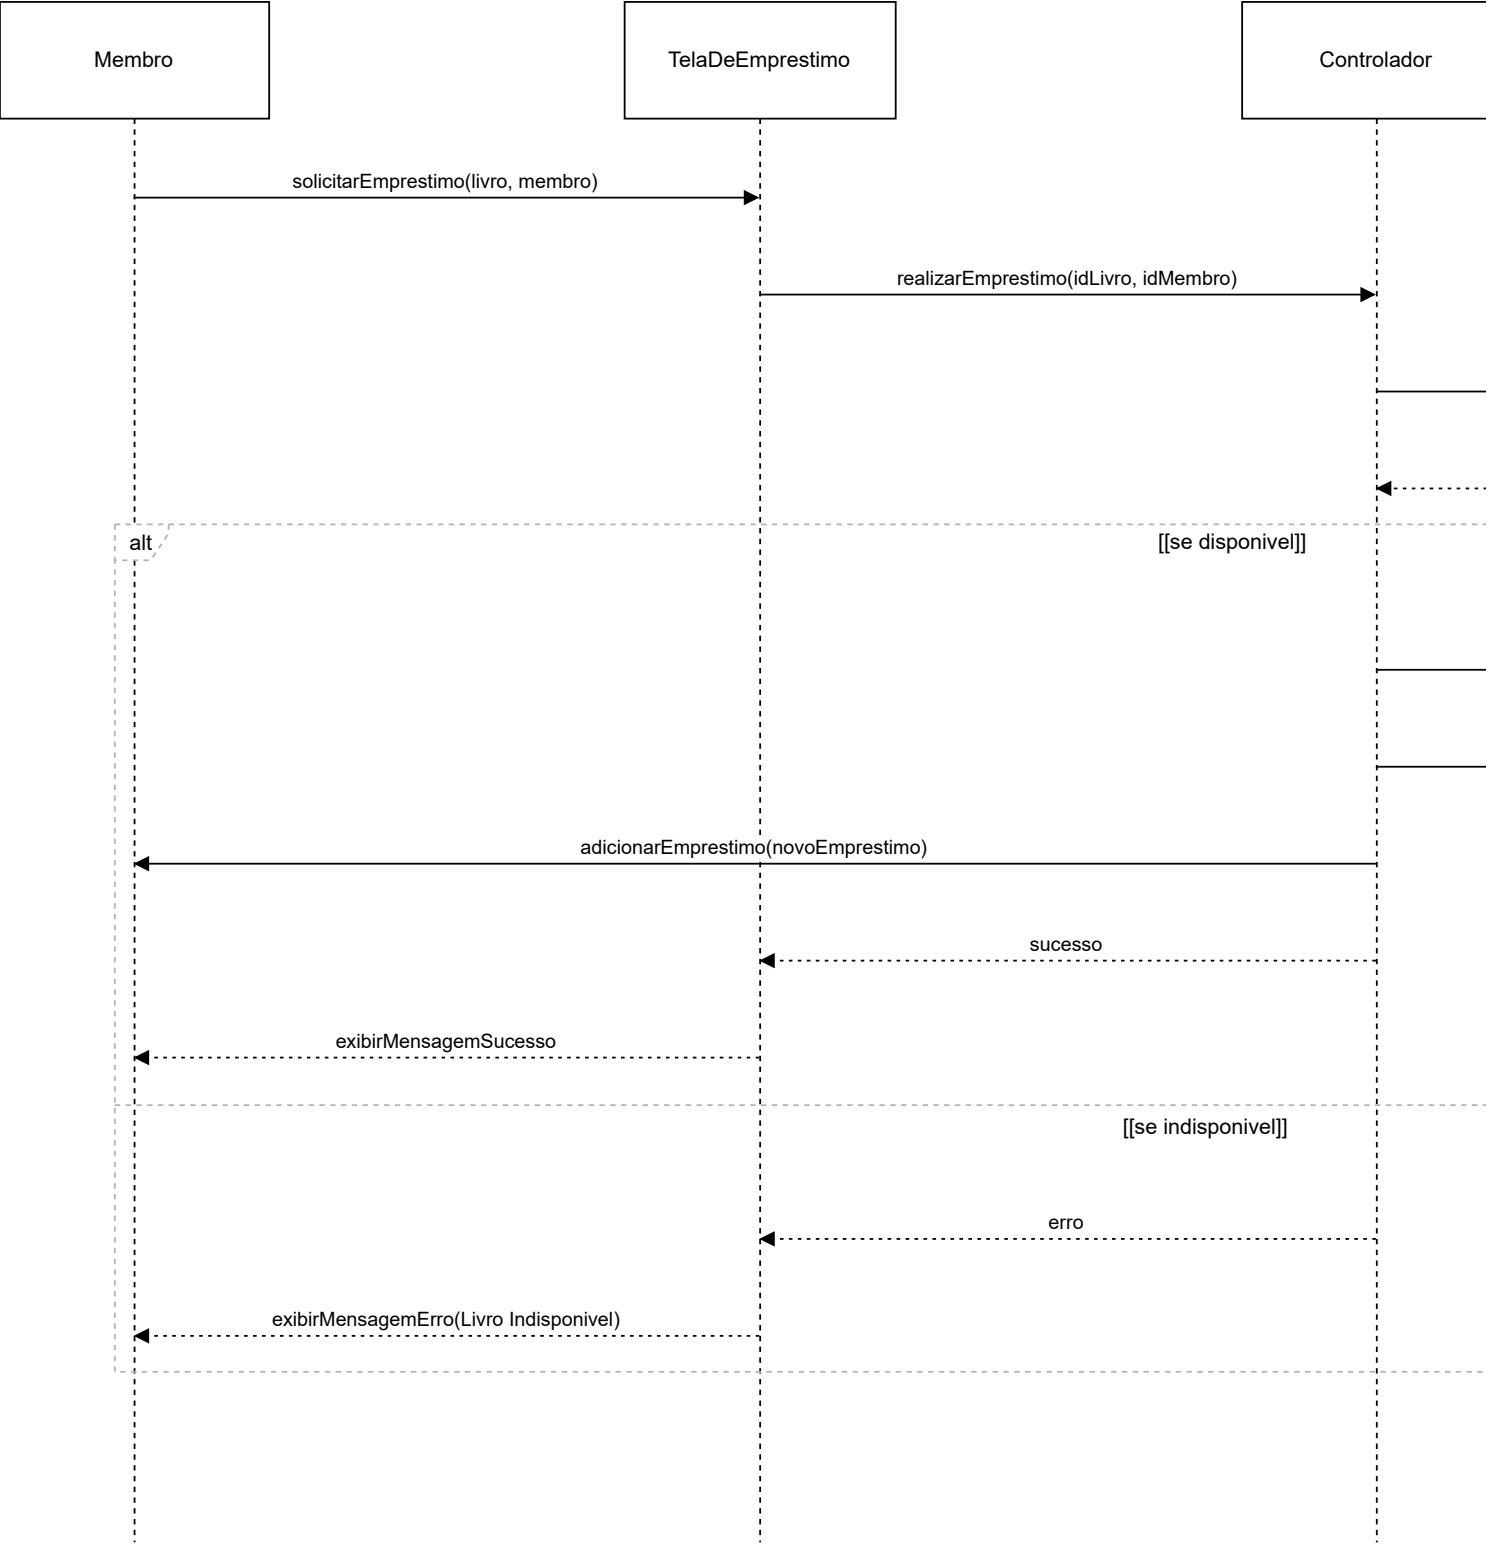 Membro
TelaDeEmprestimo
Controlador
solicitarEmprestimo(livro, membro)
realizarEmprestimo(idLivro, idMembro)
alt
[[se disponivel]]
adicionarEmprestimo(novoEmprestimo)
sucesso
exibirMensagemSucesso
[[se indisponivel]]
erro
exibirMensagemErro(Livro Indisponivel)